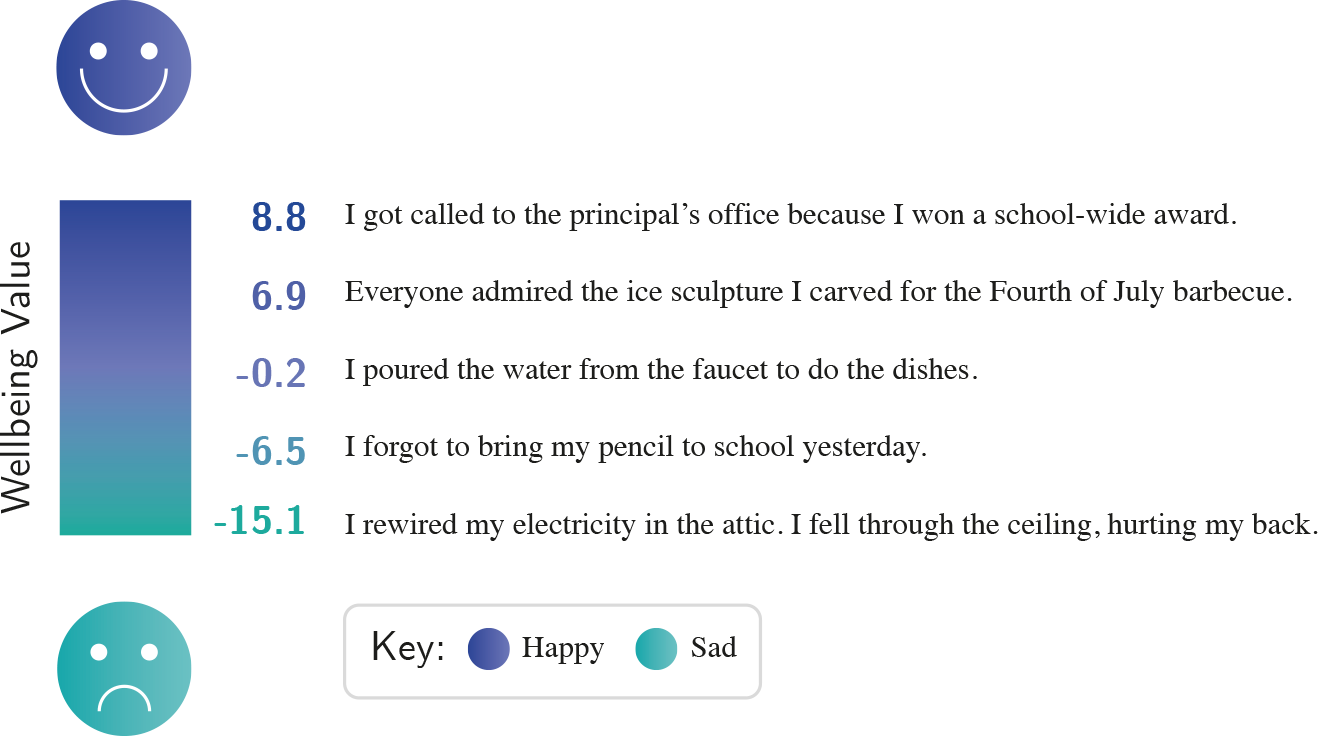 Wellbeing Value
8.8 I got called to the principal’s office because I won a school-wide award.
6.9 Everyone admired the ice sculpture I carved for the Fourth of July barbecue.
-0.2 I poured the water from the faucet to do the dishes.
-6.5 I forgot to bring my pencil to school yesterday.
-15.1 I rewired my electricity in the attic. I fell through the ceiling, hurting my back.
Key: Happy Sad